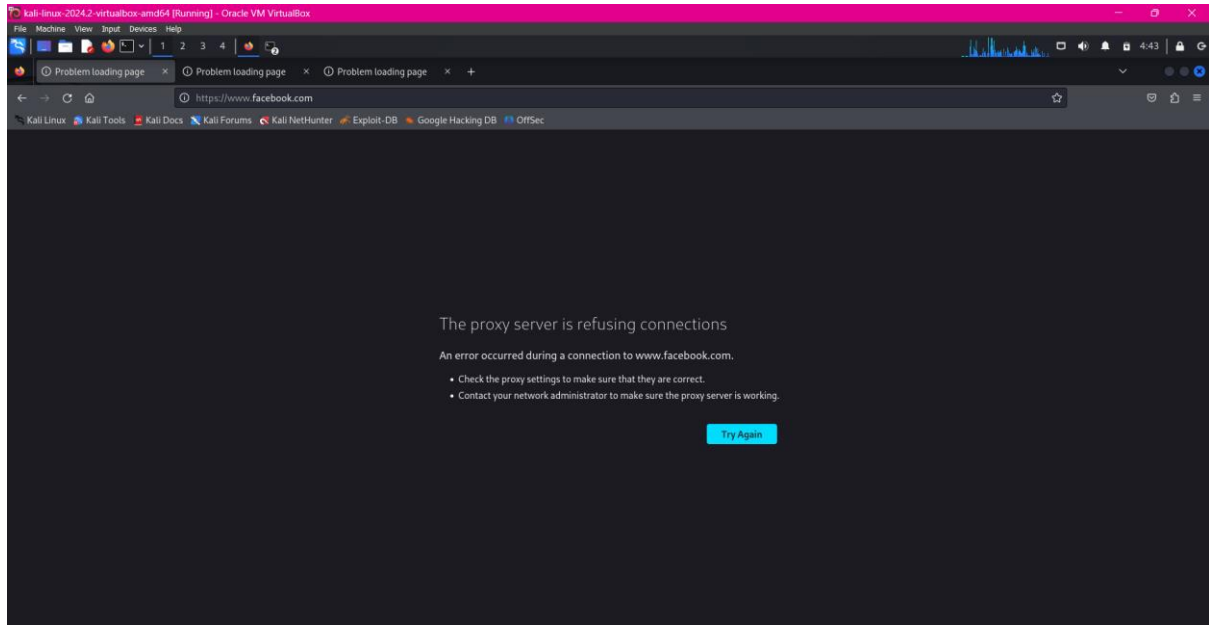 kali-linux-2024.2-virtualbox-amd64 [Running] - Oracle VM VirtualBox
File Machine View Input Devices Help
1 2 3 4 4:43
Problem loading page Problem loading page Problem loading page
https://www.facebook.com
Kali Linux Kali Tools Kali Docs Kali Forums Kali NetHunter Exploit-DB Google Hacking DB OffSec
The proxy server is refusing connections
An error occurred during a connection to www.facebook.com.
• Check the proxy settings to make sure that they are correct.
• Contact your network administrator to make sure the proxy server is working.
Try Again